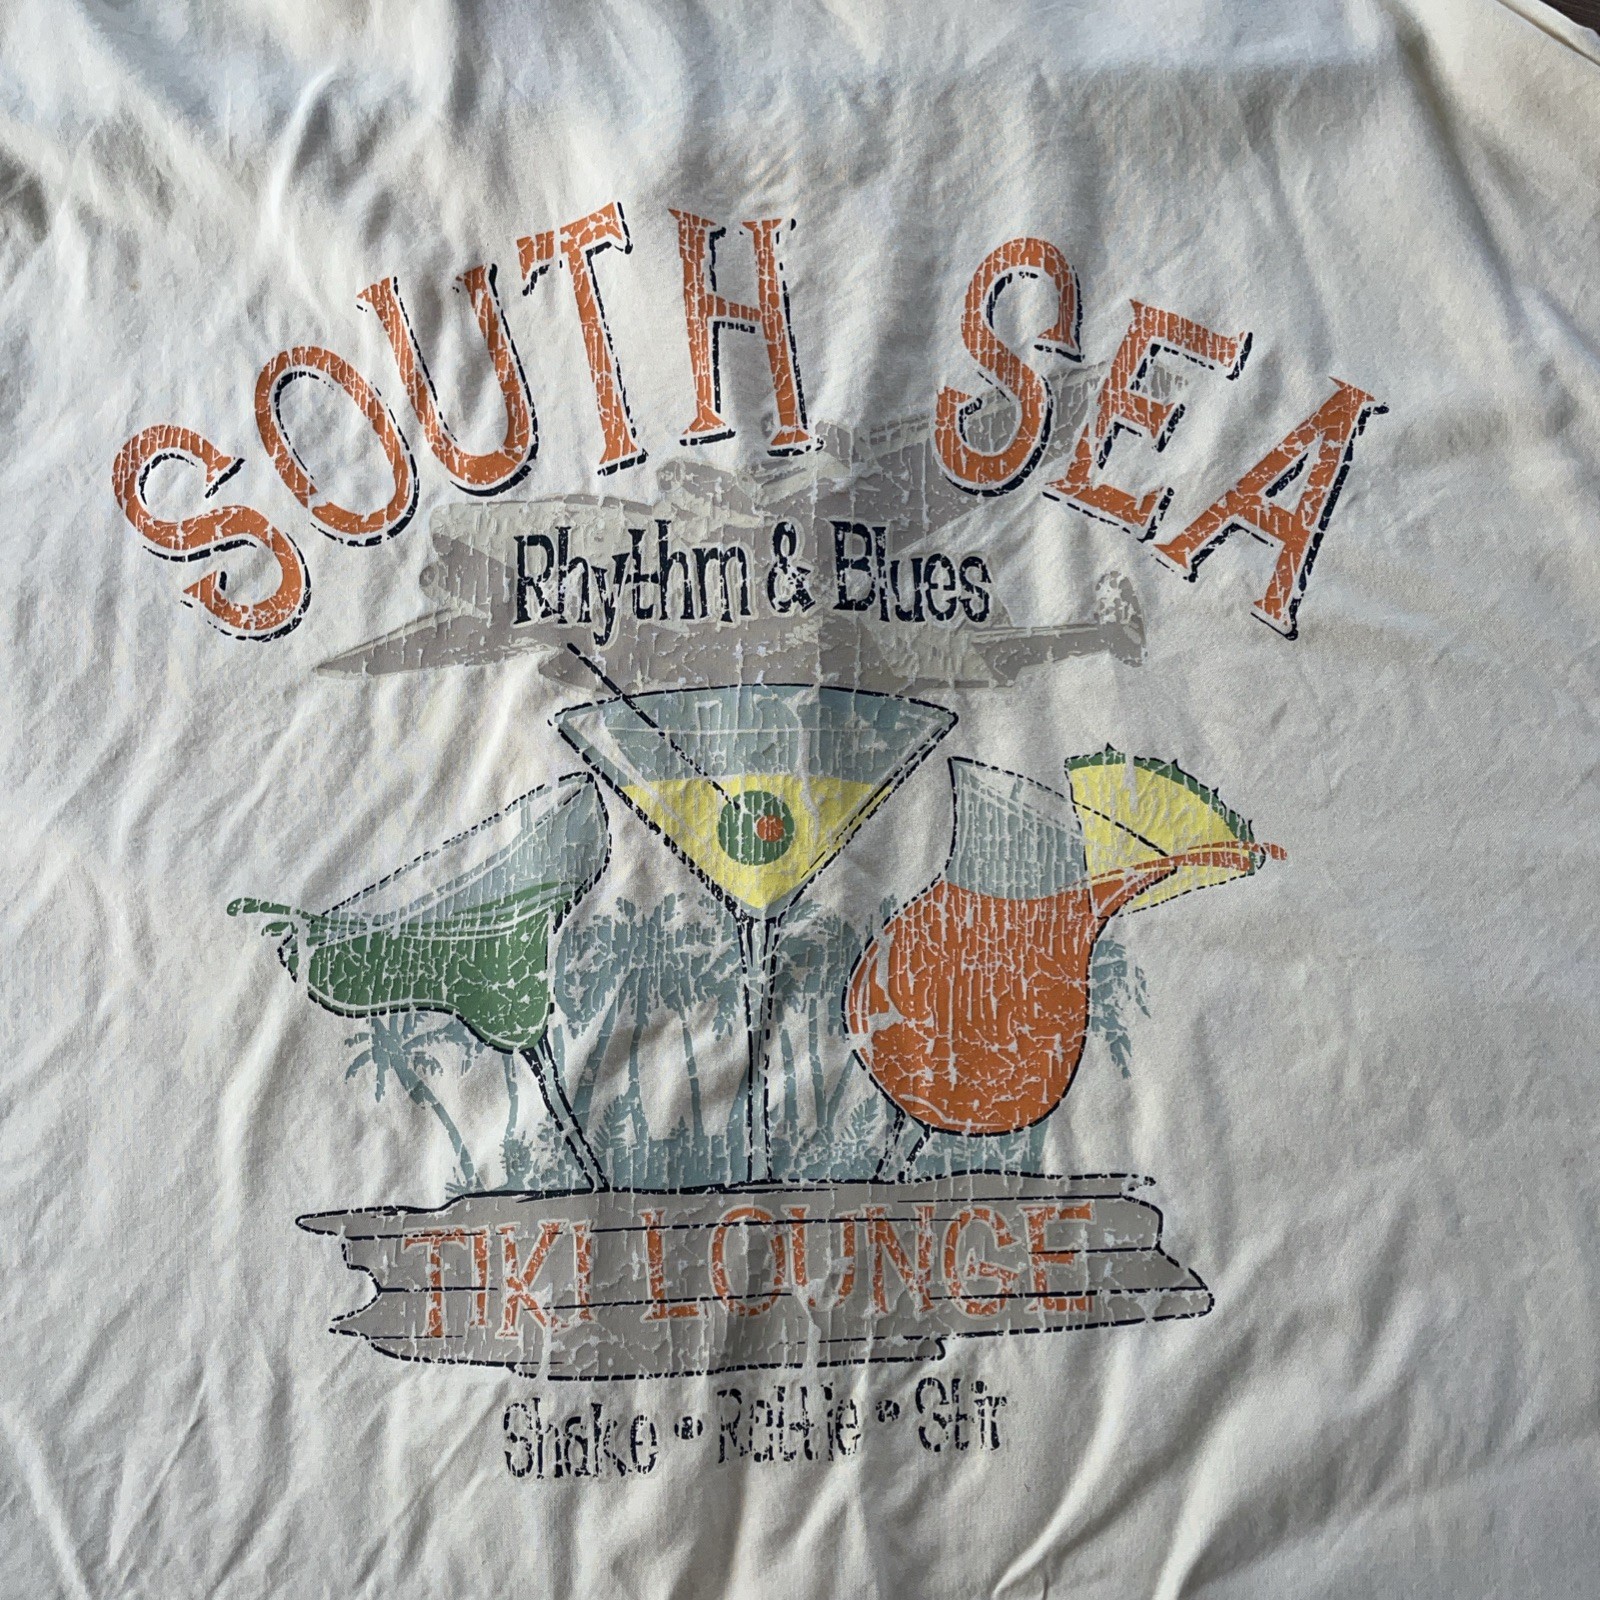 SOUTH SEA
Rhythm & Blues
TIKI LOUNGE
Shake • Rattle • Stir